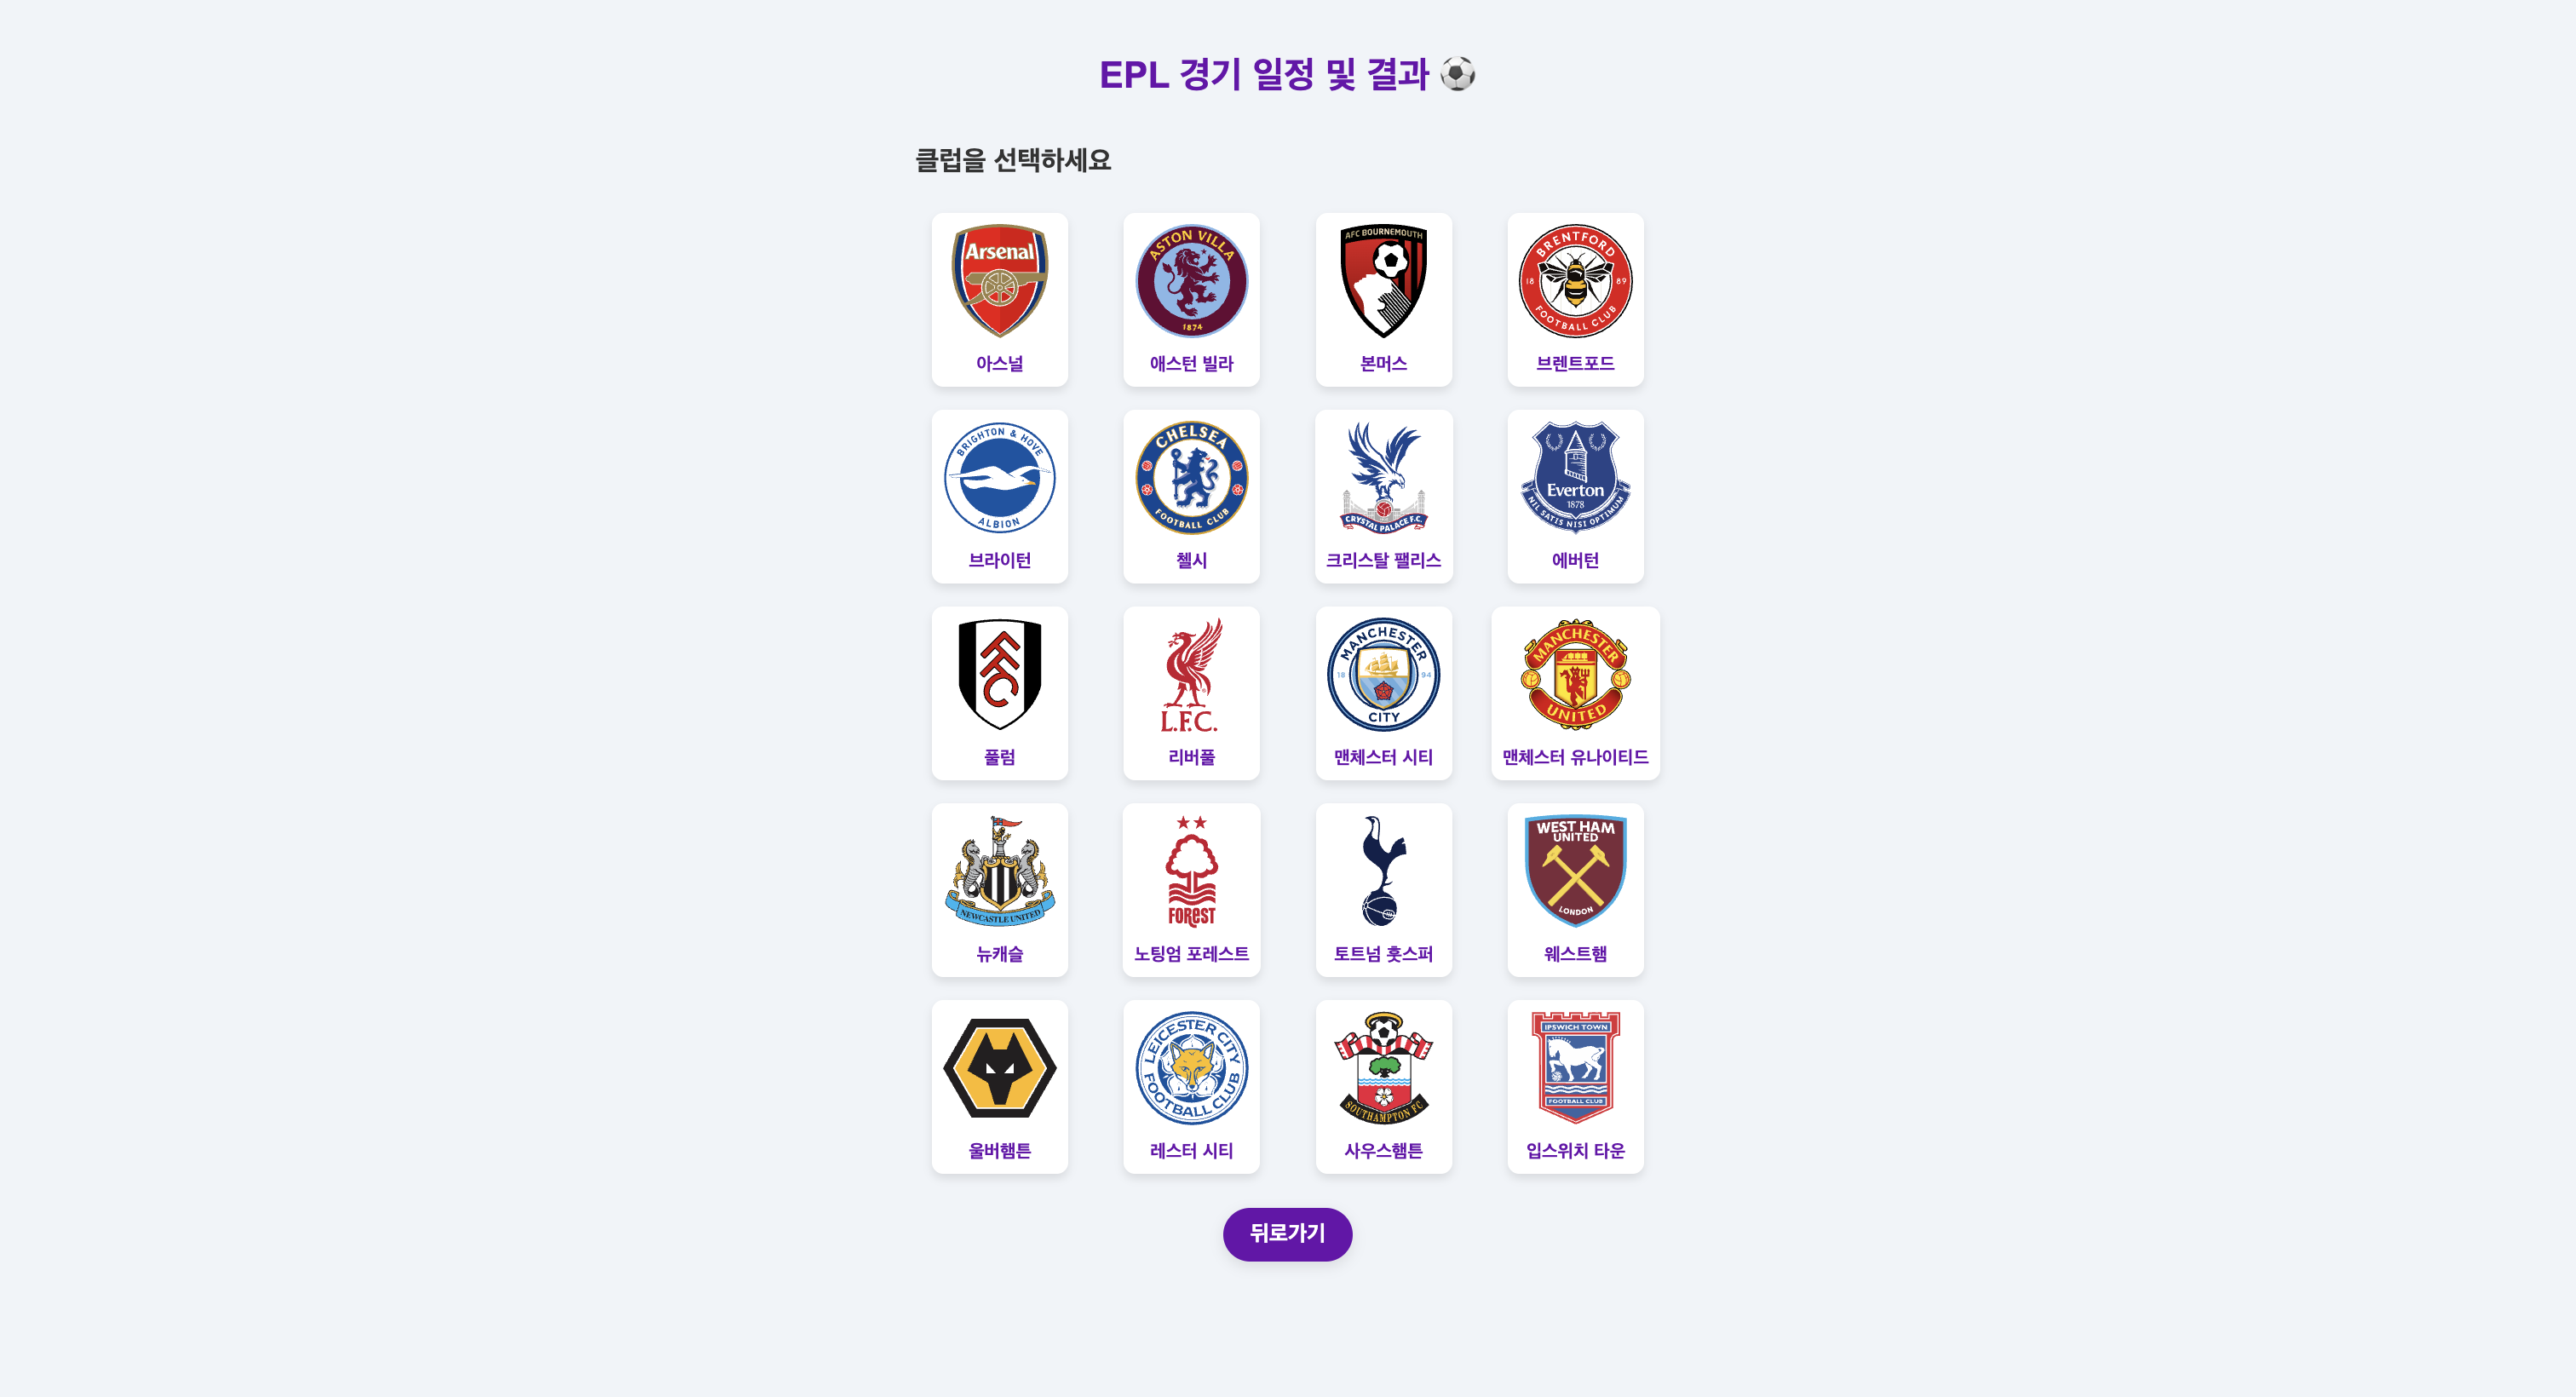 EPL 경기 일정 및 결과
클럽을 선택하세요
Arsenal
아스널
ASTON VILLA
1874
애스턴 빌라
AFC BOURNEMOUTH
본머스
BRENTFORD
18 89
FOOTBALL CLUB
브렌트포드
BRIGHTON & HOVE
ALBION
브라이턴
CHELSEA
FOOTBALL CLUB
첼시
CRYSTAL PALACE F.C.
크리스탈 팰리스
Everton
1878
NIL SATIS NISI OPTIMUM
에버턴
FFC
풀럼
L.F.C.
리버풀
MANCHESTER
18 94
CITY
맨체스터 시티
MANCHESTER
UNITED
맨체스터 유나이티드
NEWCASTLE UNITED
뉴캐슬
FOREST
노팅엄 포레스트
토트넘 홋스퍼
WEST HAM
UNITED
LONDON
웨스트햄
울버햄튼
LEICESTER CITY
FOOTBALL CLUB
레스터 시티
SOUTHAMPTON FC
사우스햄튼
IPSWICH TOWN
FOOTBALL CLUB
입스위치 타운
뒤로가기